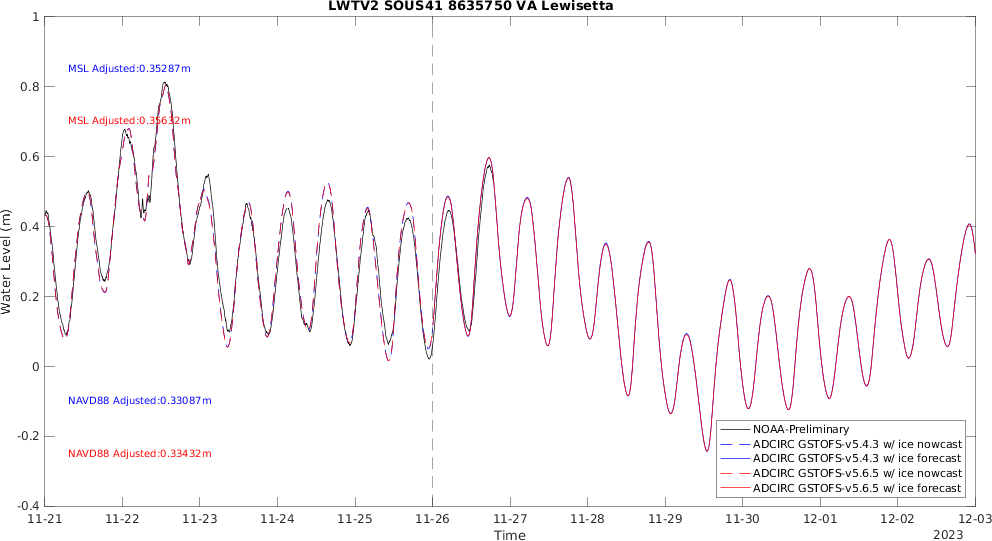 LWTV2 SOUS41 8635750 VA Lewisetta
1
0.8
0.6
0.4
0.2
0
-0.2
-0.4
Water Level (m)
MSL Adjusted:0.35287m
MSL Adjusted:0.35632m
NAVD88 Adjusted:0.33087m
NAVD88 Adjusted:0.33432m
NOAA-Preliminary
ADCIRC GSTOFS-v5.4.3 w/ ice nowcast
ADCIRC GSTOFS-v5.4.3 w/ ice forecast
ADCIRC GSTOFS-v5.6.5 w/ ice nowcast
ADCIRC GSTOFS-v5.6.5 w/ ice forecast
11-21 11-22 11-23 11-24 11-25 11-26 11-27 11-28 11-29 11-30 12-01 12-02 12-03
Time
2023